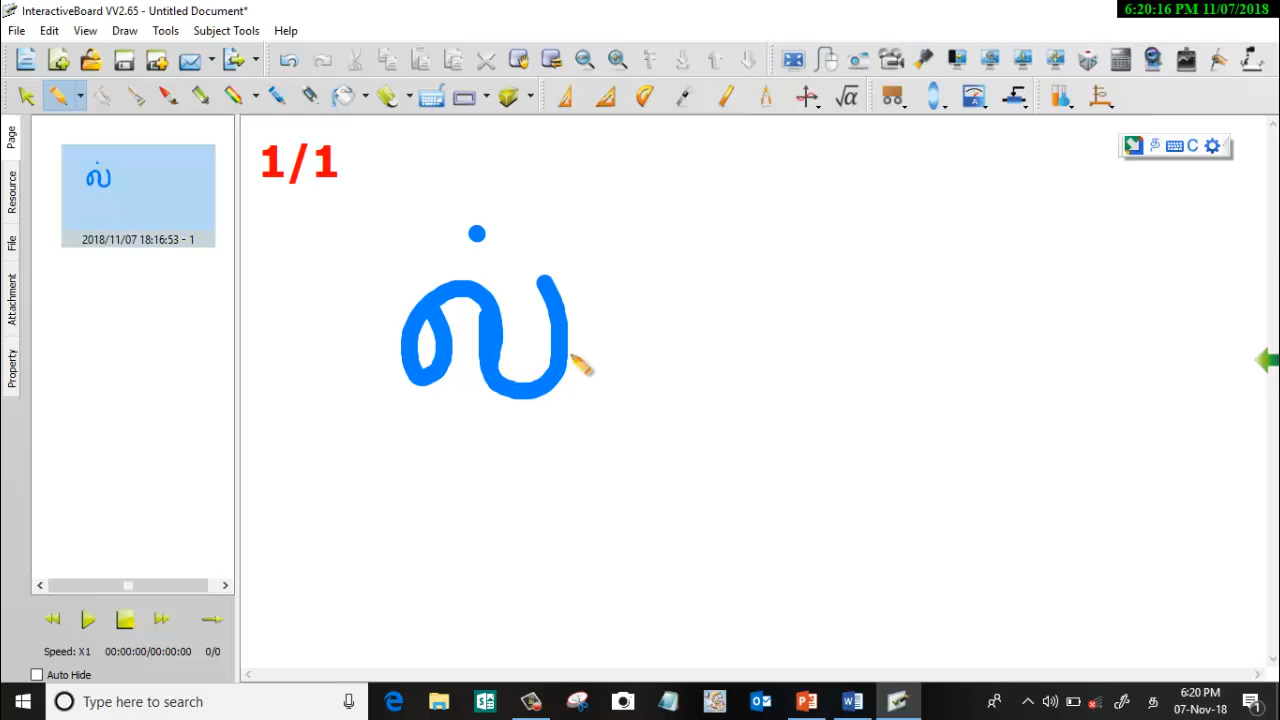 InteractiveBoard VV2.65 - Untitled Document*
6:20:16 PM 11/07/2018
File Edit View Draw Tools Subject Tools Help
Page
Resource
File
Attachment
Property
ல்
2018/11/07 18:16:53 - 1
1/1
த C
ல்
Speed: X1 00:00:00/00:00:00 0/0
Auto Hide
Type here to search
த
6:20 PM
07-Nov-18
1